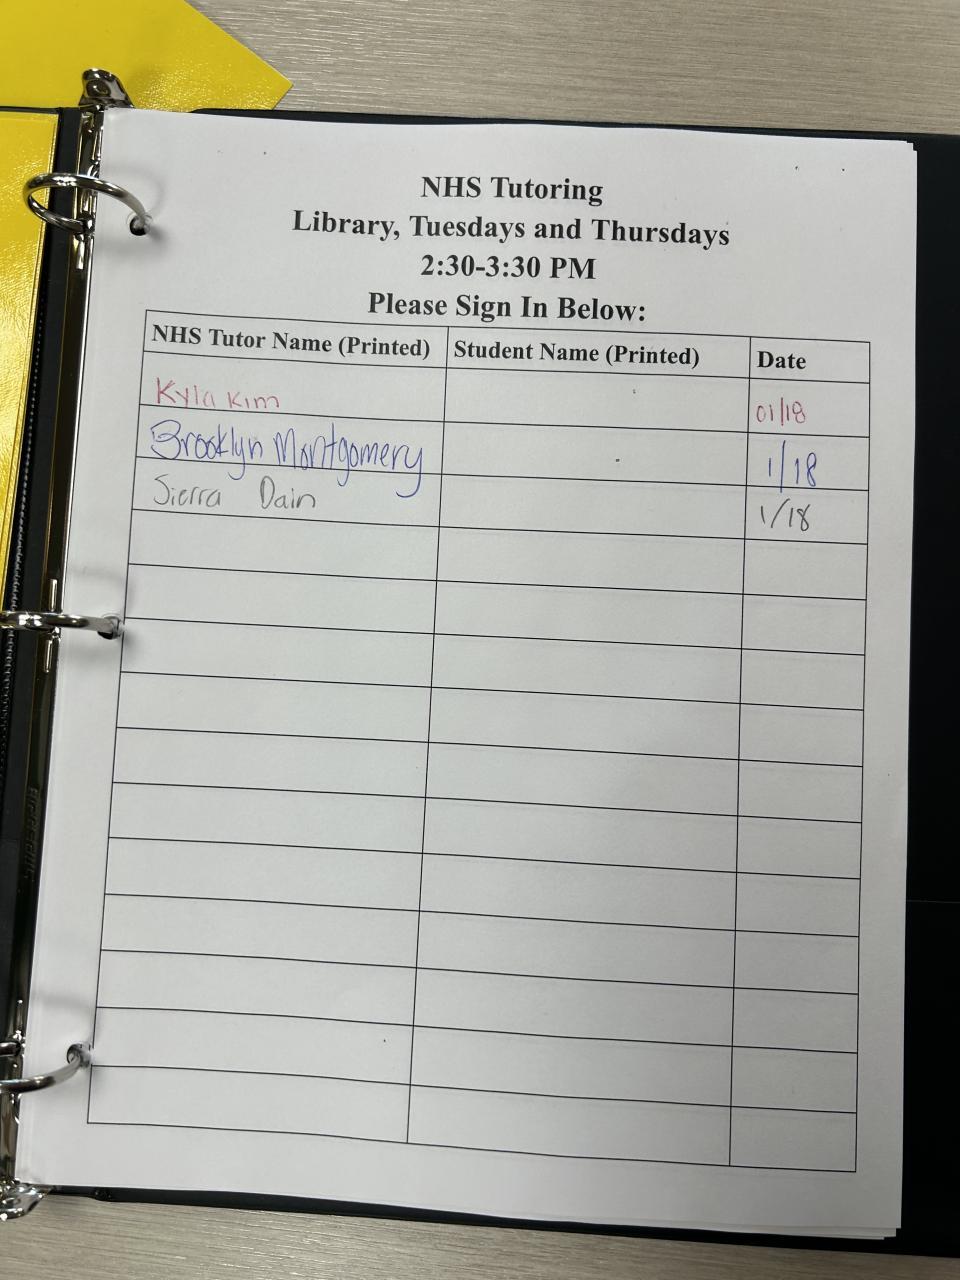 NHS Tutoring
Library, Tuesdays and Thursdays
2:30-3:30 PM
Please Sign In Below:
NHS Tutor Name (Printed) Student Name (Printed) Date
Kyla Kim 01/18
Brooklyn Montgomery 1/18
Sierra Dain 1/18